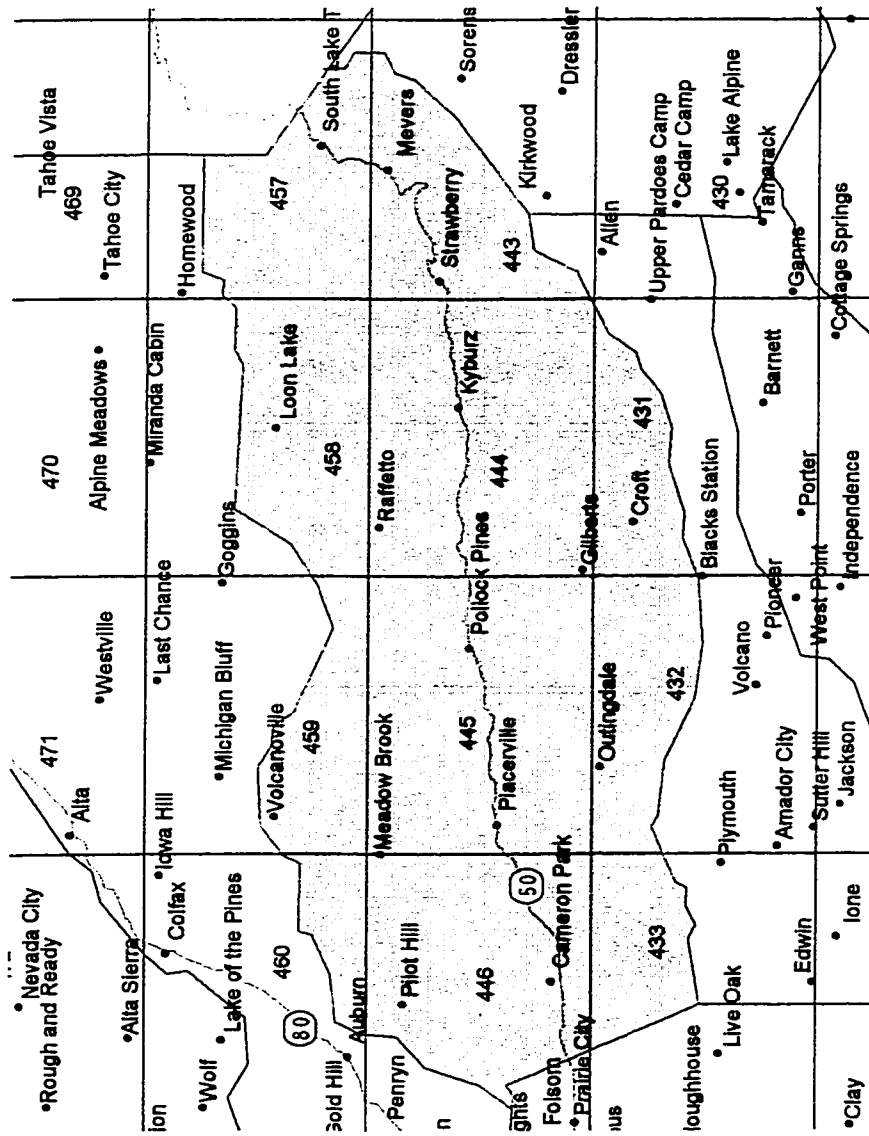 Nevada City
Rough and Ready
471
470
469
Tahoe Vista
Alta
Westville
Alpine Meadows
Tahoe City
Alta Sierra
Iowa Hill
Last Chance
Miranda Cabin
ion
Colfax
Homewood
Wolf
Lake of the Pines
Michigan Bluff
Goggins
Volcanoville
Loon Lake
457
460
459
458
80
South Lake T
Gold Hill
Auburn
Meadow Brook
Raffetto
Meyers
Penryn
Pilot Hill
Strawberry
n
445
Pollock Pines
Kyburz
Sorens
446
Placerville
444
443
ghts
50
Kirkwood
Folsom
Cameron Park
Dressler
Prairie City
Gilberts
Outingdale
Allen
ous
433
432
Croft
431
Upper Pardoes Camp
loughhouse
Cedar Camp
Live Oak
Plymouth
Blacks Station
430
Lake Alpine
Volcano
Amador City
Pioneer
Barnett
Tamarack
Edwin
Sutter Hill
West Point
Porter
Ganns
Clay
Ione
Jackson
Independence
Cottage Springs